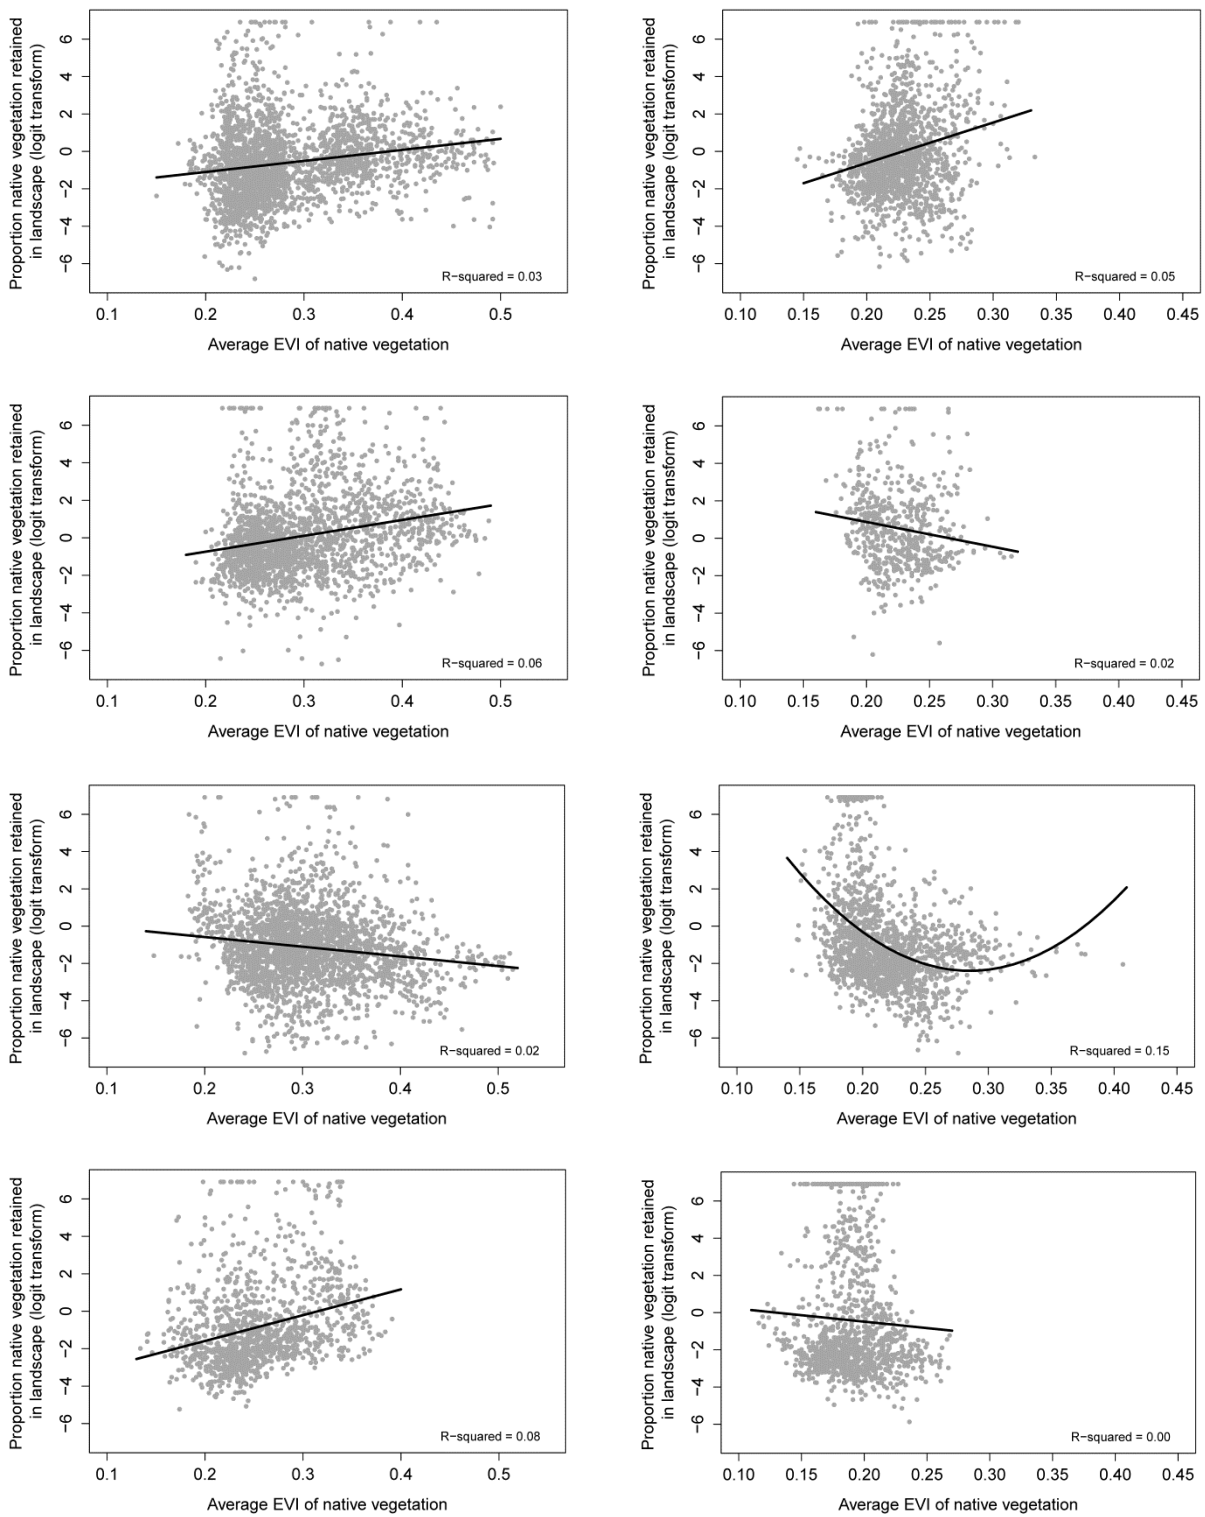 Proportion native vegetation retained
in landscape (logit transform)
6
4
2
0
−2
−4
−6
R−squared = 0.03
0.1 0.2 0.3 0.4 0.5
Average EVI of native vegetation
Proportion native vegetation retained
in landscape (logit transform)
6
4
2
0
−2
−4
−6
R−squared = 0.05
0.10 0.15 0.20 0.25 0.30 0.35 0.40 0.45
Average EVI of native vegetation
Proportion native vegetation retained
in landscape (logit transform)
6
4
2
0
−2
−4
−6
R−squared = 0.06
0.1 0.2 0.3 0.4 0.5
Average EVI of native vegetation
Proportion native vegetation retained
in landscape (logit transform)
6
4
2
0
−2
−4
−6
R−squared = 0.02
0.10 0.15 0.20 0.25 0.30 0.35 0.40 0.45
Average EVI of native vegetation
Proportion native vegetation retained
in landscape (logit transform)
6
4
2
0
−2
−4
−6
R−squared = 0.02
0.1 0.2 0.3 0.4 0.5
Average EVI of native vegetation
Proportion native vegetation retained
in landscape (logit transform)
6
4
2
0
−2
−4
−6
R−squared = 0.15
0.10 0.15 0.20 0.25 0.30 0.35 0.40 0.45
Average EVI of native vegetation
Proportion native vegetation retained
in landscape (logit transform)
6
4
2
0
−2
−4
−6
R−squared = 0.08
0.1 0.2 0.3 0.4 0.5
Average EVI of native vegetation
Proportion native vegetation retained
in landscape (logit transform)
6
4
2
0
−2
−4
−6
R−squared = 0.00
0.10 0.15 0.20 0.25 0.30 0.35 0.40 0.45
Average EVI of native vegetation